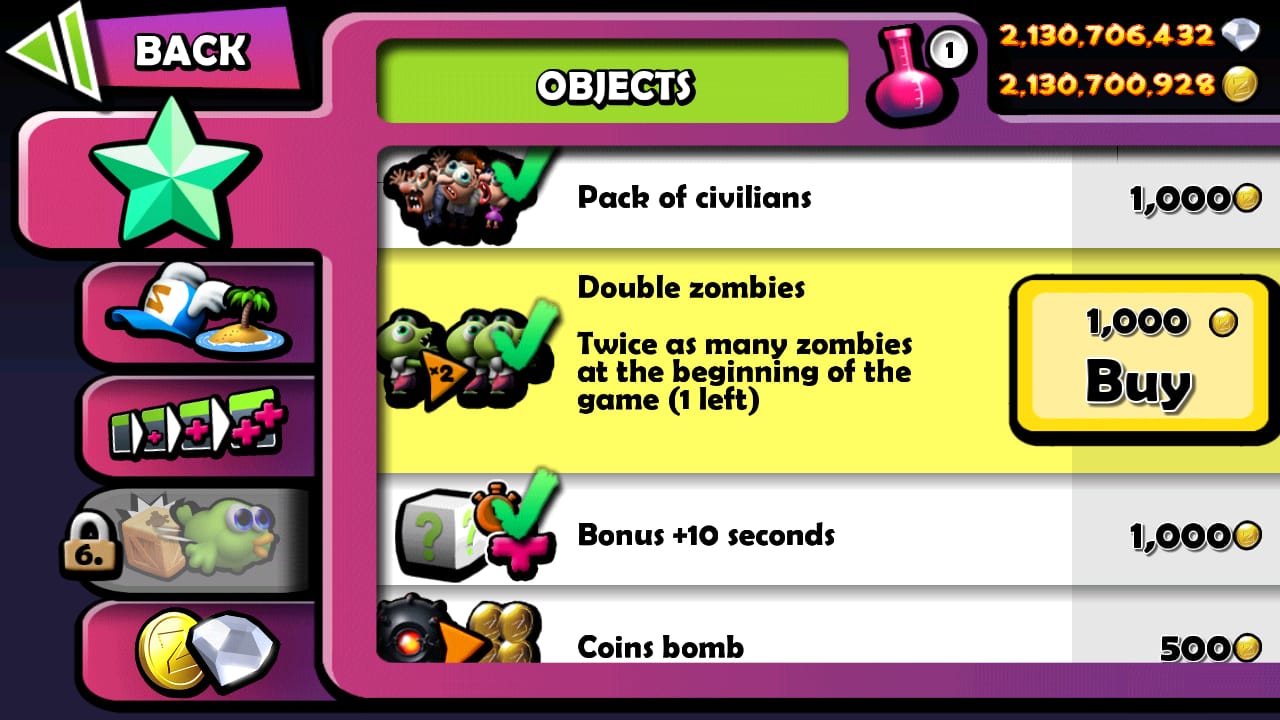 BACK
OBJECTS
1
2,130,706,432
2,130,700,928
Pack of civilians
1,000
Double zombies
Twice as many zombies
at the beginning of the
game (1 left)
1,000
Buy
x2
Bonus +10 seconds
1,000
?
6.
Coins bomb
500